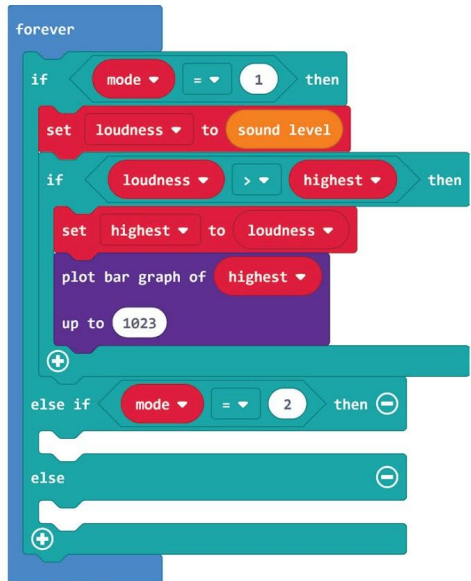 forever
if mode = 1 then
set loudness to sound level
if loudness > highest then
set highest to loudness
plot bar graph of highest
up to 1023
else if mode = 2 then
else